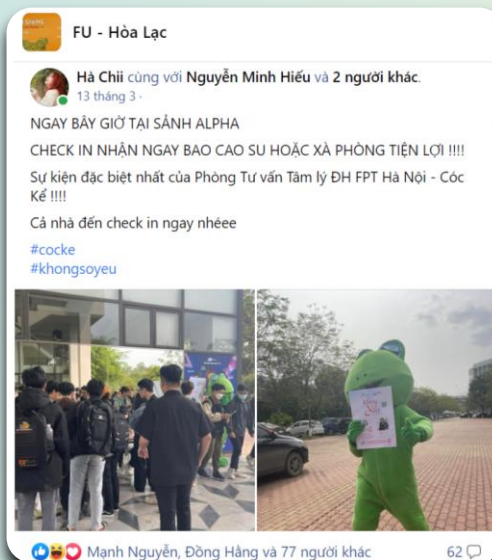 FU - Hòa Lạc
Hà Chii cùng với Nguyễn Minh Hiếu và 2 người khác.
13 tháng 3 ·
NGAY BÂY GIỜ TẠI SẢNH ALPHA
CHECK IN NHẬN NGAY BAO CAO SU HOẶC XÀ PHÒNG TIỆN LỢI !!!!
Sự kiện đặc biệt nhất của Phòng Tư vấn Tâm lý ĐH FPT Hà Nội - Cóc
Kể !!!!
Cả nhà đến check in ngay nhéee
#cocke
#khongsoyeu
Mạnh Nguyễn, Đồng Hằng và 77 người khác
62